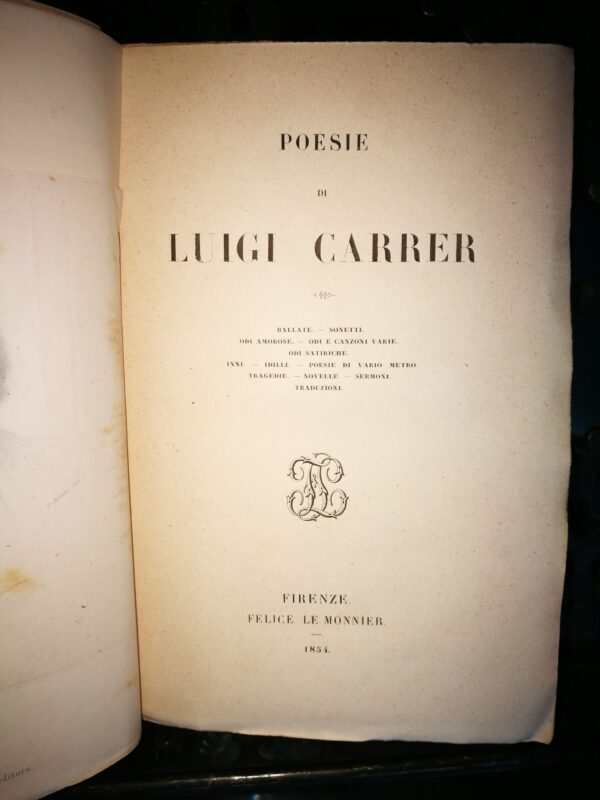 POESIE
DI
LUIGI CARRER
BALLATE. — SONETTI.
ODI AMOROSE. — ODI E CANZONI VARIE.
ODI SATIRICHE.
INNI. — IDILLI. — POESIE DI VARIO METRO.
TRAGEDIE. — NOVELLE — SERMONI.
TRADUZIONI.
FIRENZE.
FELICE LE MONNIER.
1854.